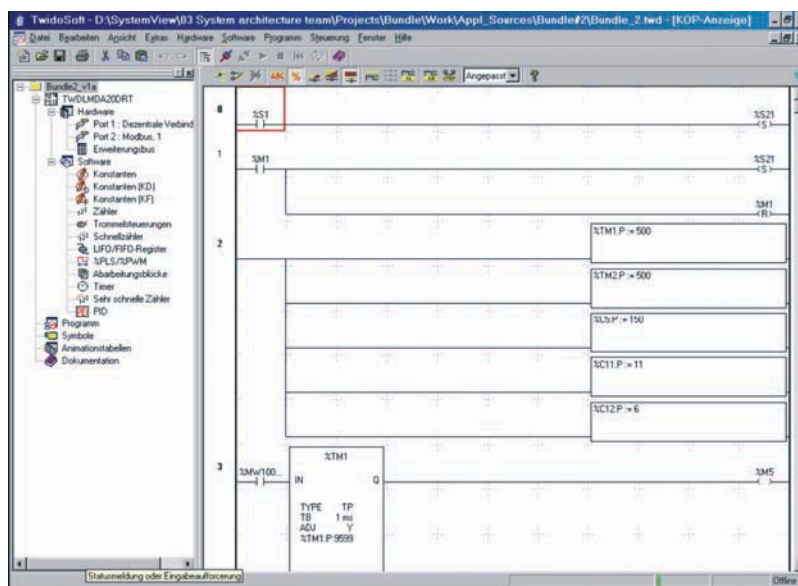 TwidoSoft - D:\SystemView\03 System architecture team\Projects\Bundle\Work\Appl_Sources\Bundle#2\Bundle_2.twd - [KOP-Anzeige]
Datei Bearbeiten Ansicht Extras Hardware Software Programm Steuerung Fenster Hilfe
Angepasst
Bundle2_v1a
TWDLMDA20DRT
Hardware
Port 1 : Dezentrale Verbind
Port 2 : Modbus, 1
Erweiterungsbus
Software
Konstanten
Konstanten (KD)
Konstanten (KF)
Zähler
Trommelsteuerungen
Schnellzähler
LIFO/FIFO-Register
%PLS/%PWM
Abarbeitungsblöcke
Timer
Sehr schnelle Zähler
PID
Programm
Symbole
Animationstabellen
Dokumentation
0
%S1
%S21
(S)
1
%M1
%S21
(S)
%M1
(R)
2
%TM1.P := 500
%TM2.P := 500
%C5.P := 150
%C11.P := 11
%C12.P := 6
3
%MW100...
%TM1
IN Q
%M5
TYPE TP
TB 1 ms
ADJ Y
%TM1.P:9599
Statusmeldung oder Eingabeaufforcerung
Offline